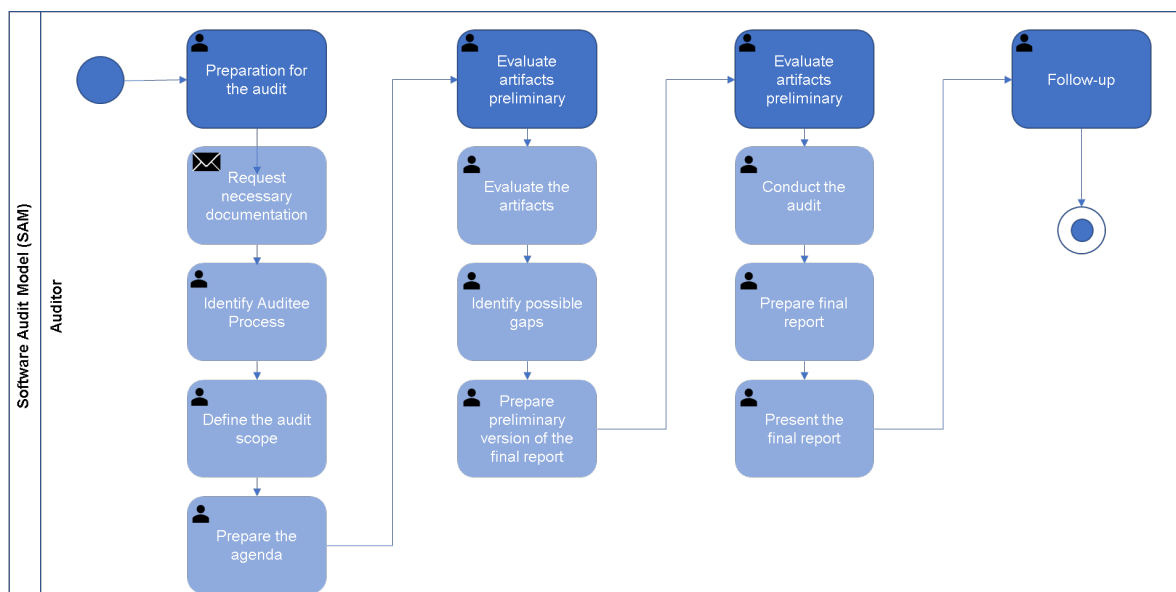 Software Audit Model (SAM)
Auditor
Preparation for
the audit
Request
necessary
documentation
Identify Auditee
Process
Define the audit
scope
Prepare the
agenda
Evaluate
artifacts
preliminary
Evaluate the
artifacts
Identify possible
gaps
Prepare
preliminary
version of the
final report
Evaluate
artifacts
preliminary
Conduct the
audit
Prepare final
report
Present the
final report
Follow-up